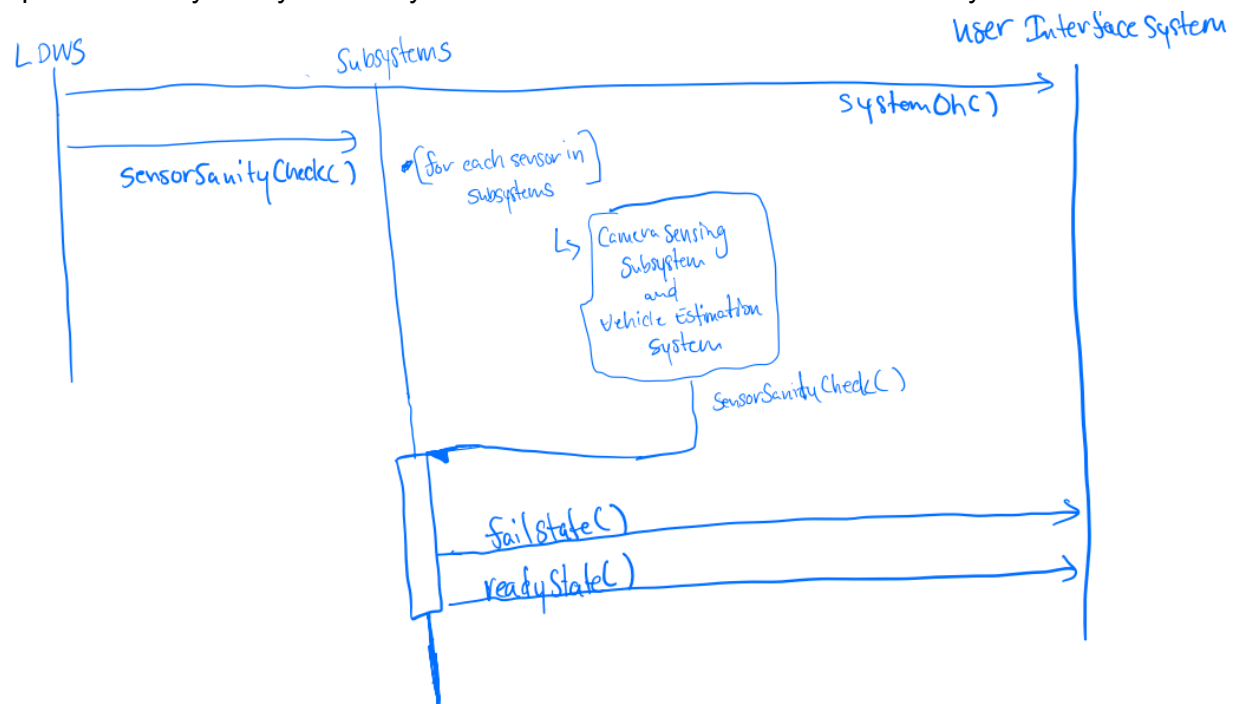 LDWS
Subsystems
User Interface System
systemOn()
sensorSanityCheck()
[for each sensor in]
subsystems
Camera Sensing
Subsystem
and
Vehicle Estimation
System
sensorSanityCheck()
failState()
readyState()